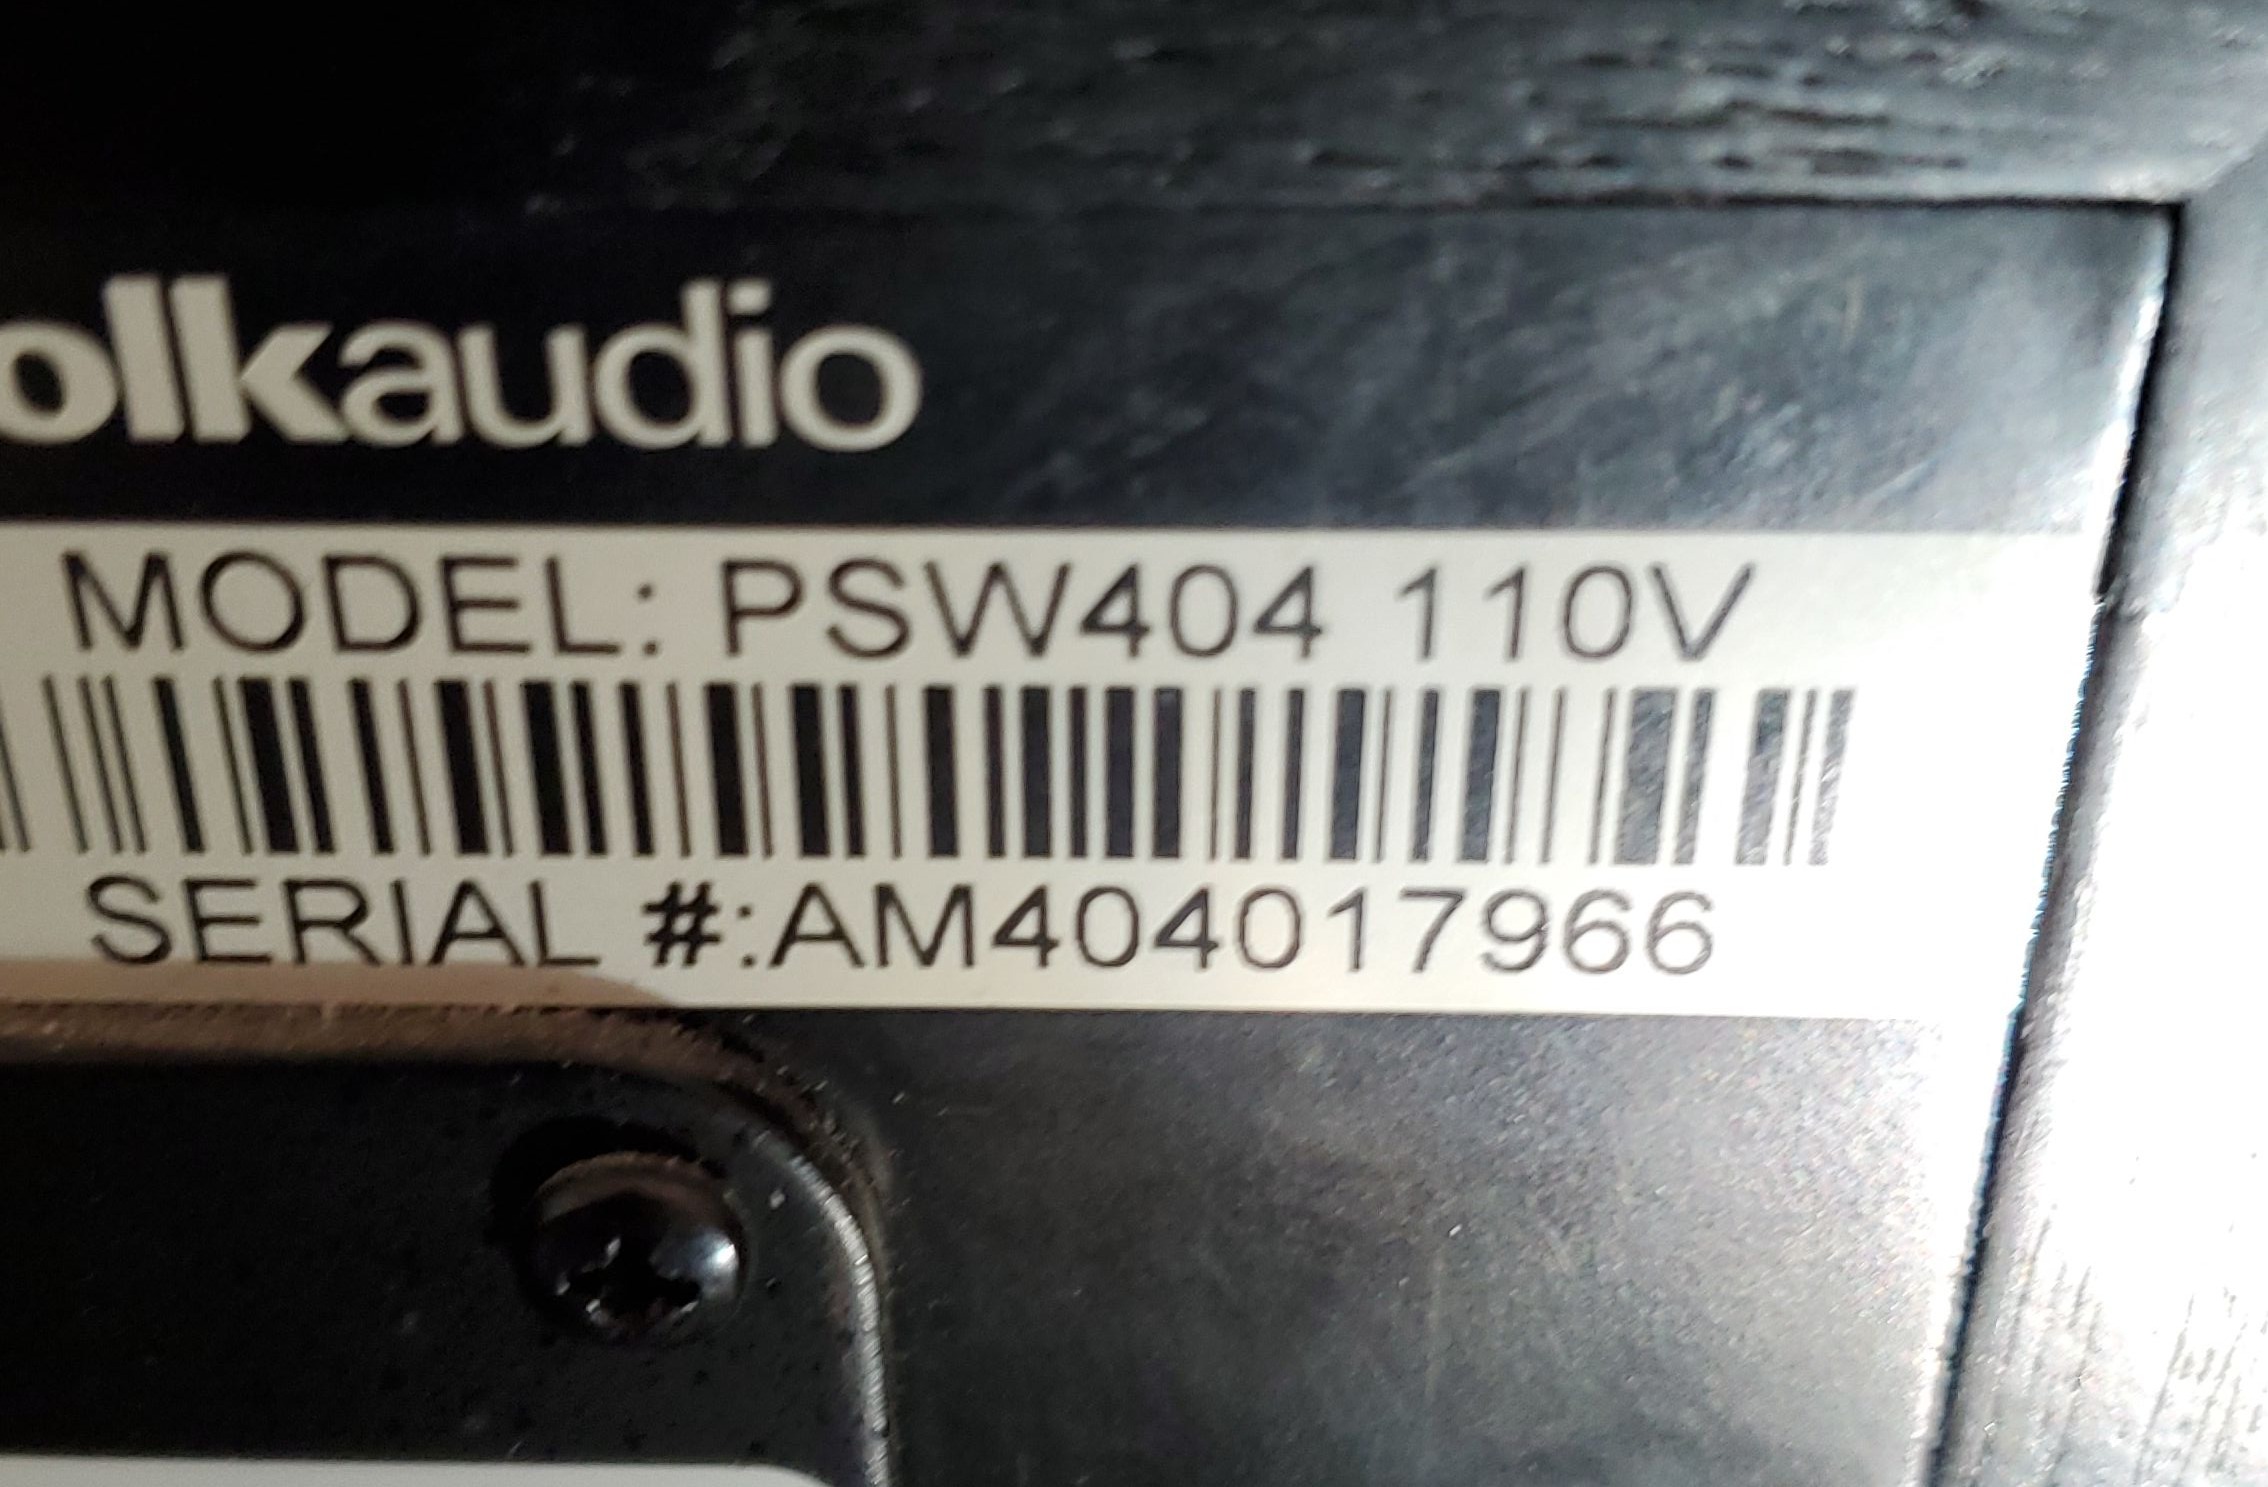 olkaudio
MODEL: PSW404 110V
SERIAL #:AM404017966